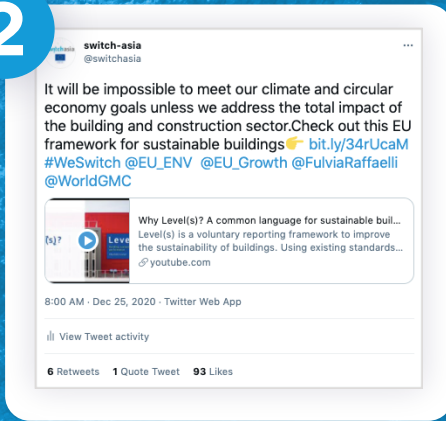 2
switch-asia
@switchasia
It will be impossible to meet our climate and circular
economy goals unless we address the total impact of
the building and construction sector.Check out this EU
framework for sustainable buildings👉 bit.ly/34rUcaM
#WeSwitch @EU_ENV @EU_Growth @FulviaRaffaelli
@WorldGMC
Why Level(s)? A common language for sustainable buil...
Level(s) is a voluntary reporting framework to improve
the sustainability of buildings. Using existing standards...
youtube.com
8:00 AM · Dec 25, 2020 · Twitter Web App
View Tweet activity
6 Retweets 1 Quote Tweet 93 Likes